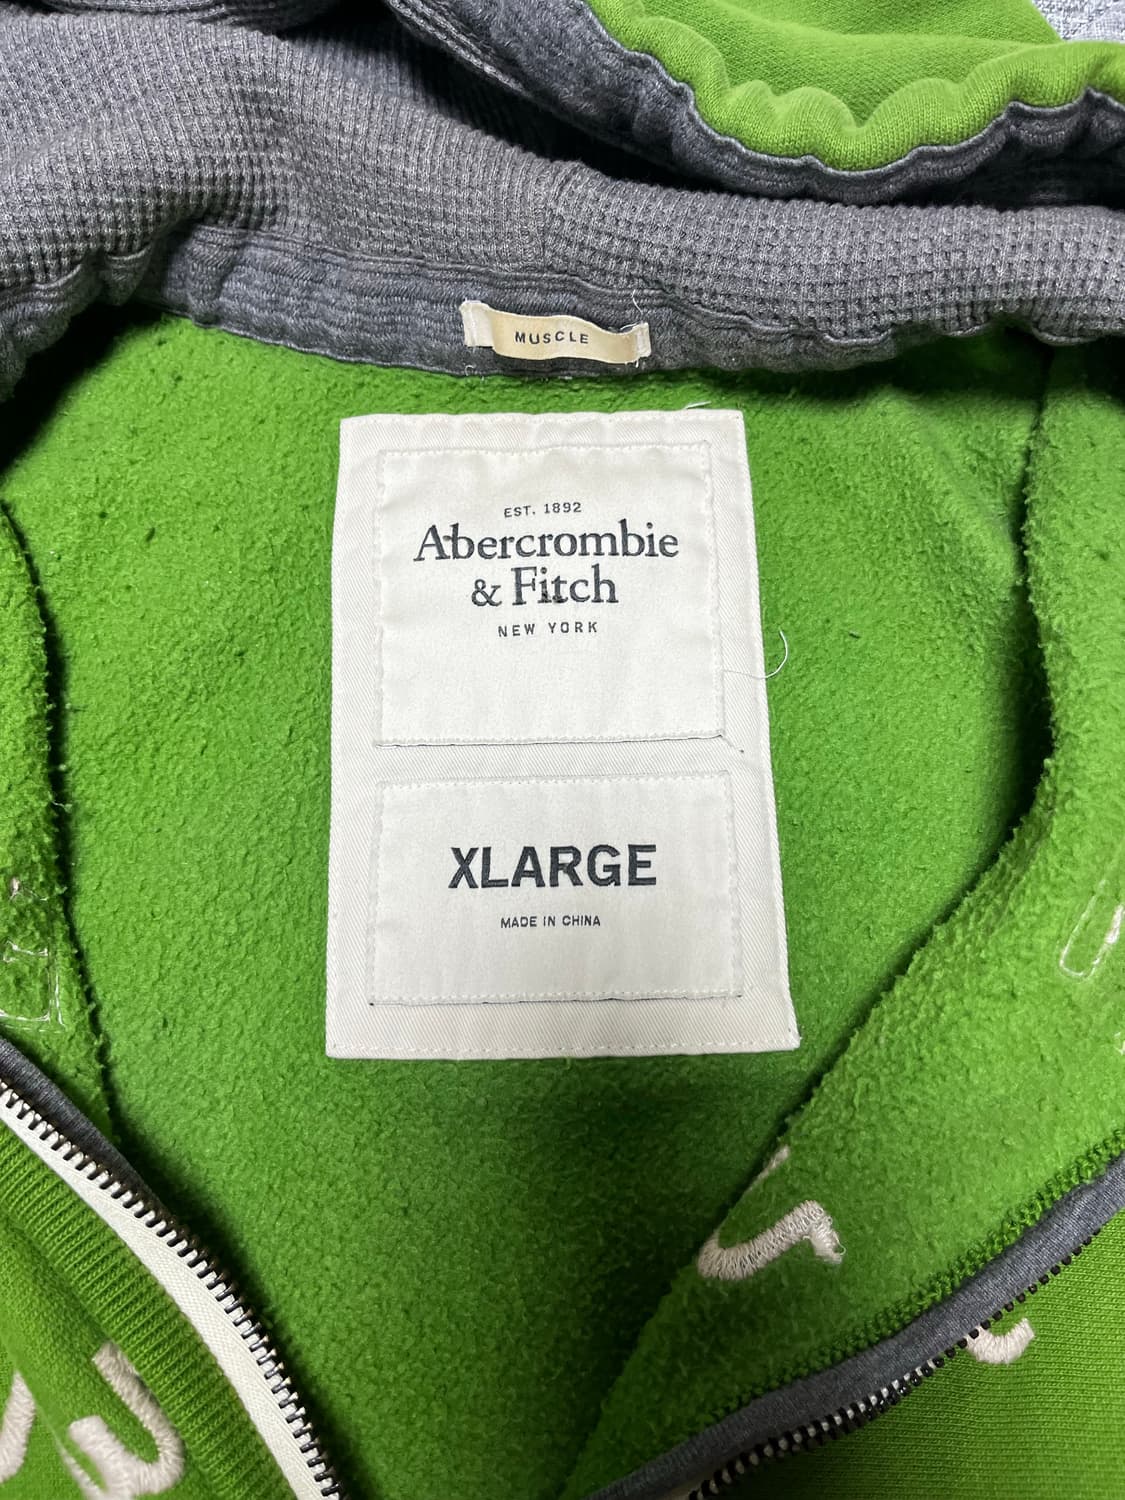 MUSCLE
EST. 1892
Abercrombie
& Fitch
NEW YORK
XLARGE
MADE IN CHINA